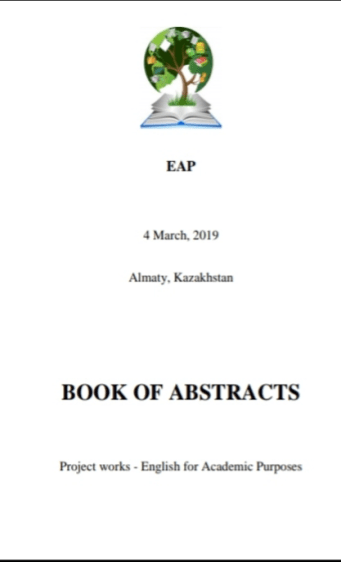 EAP
4 March, 2019
Almaty, Kazakhstan
BOOK OF ABSTRACTS
Project works - English for Academic Purposes